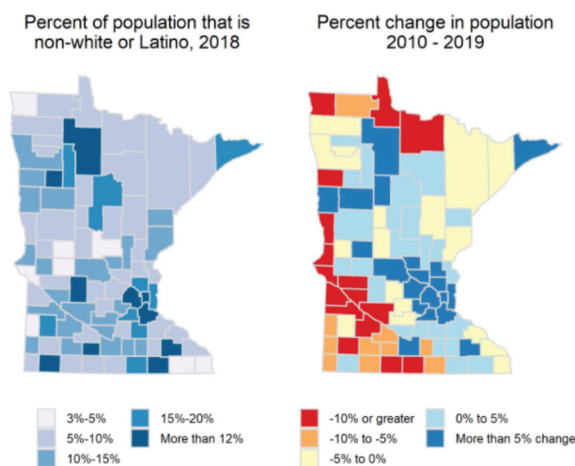 Percent of population that is
non-white or Latino, 2018
Percent change in population
2010 - 2019
3%-5%
5%-10%
10%-15%
15%-20%
More than 12%
-10% or greater
-10% to -5%
-5% to 0%
0% to 5%
More than 5% change